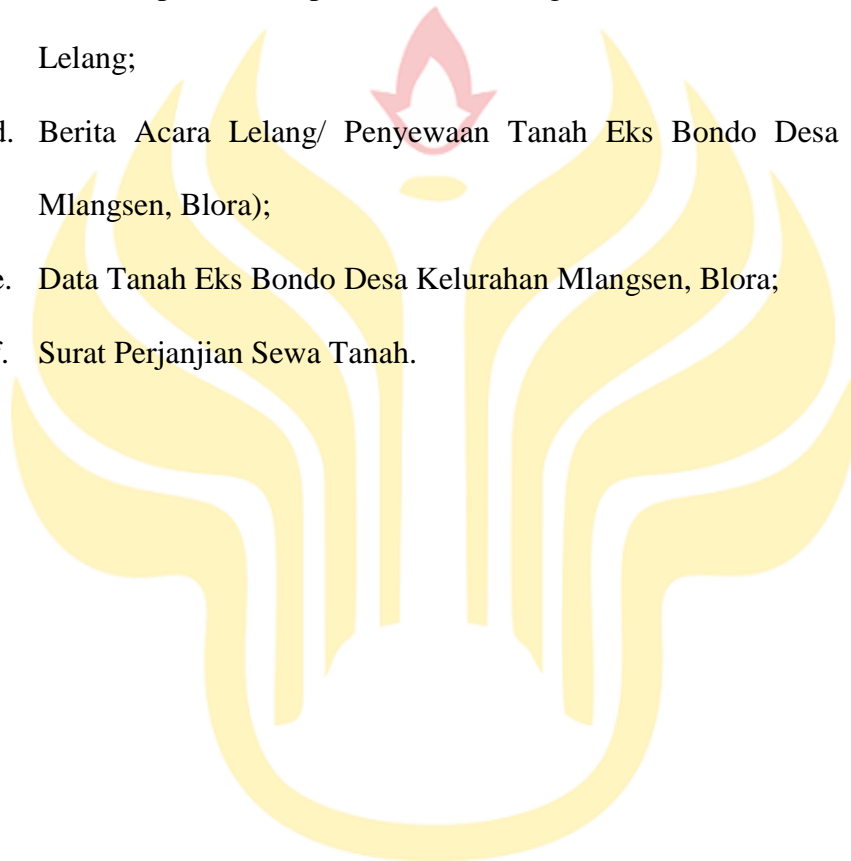 Lelang;
d. Berita Acara Lelang/ Penyewaan Tanah Eks Bondo Desa
Mlangsen, Blora);
e. Data Tanah Eks Bondo Desa Kelurahan Mlangsen, Blora;
f. Surat Perjanjian Sewa Tanah.